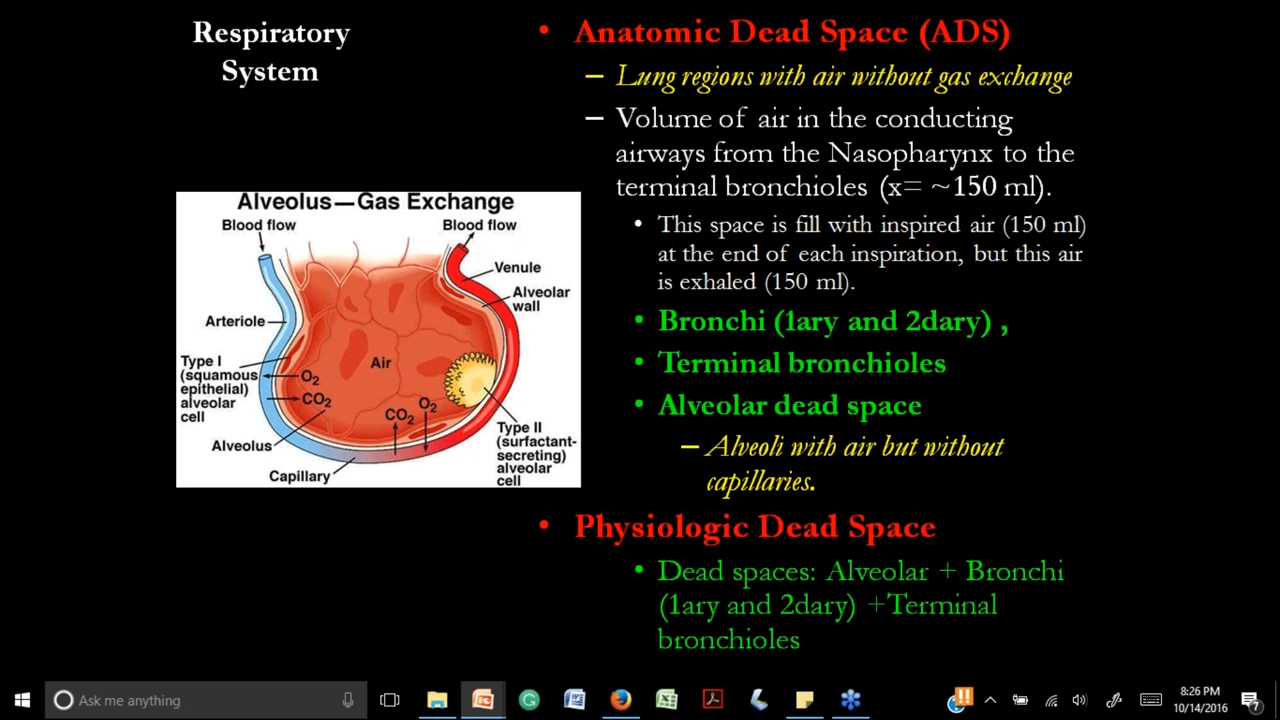 Respiratory
System
• Anatomic Dead Space (ADS)
– Lung regions with air without gas exchange
– Volume of air in the conducting
airways from the Nasopharynx to the
terminal bronchioles (x= ~150 ml).
• This space is fill with inspired air (150 ml)
at the end of each inspiration, but this air
is exhaled (150 ml).
• Bronchi (1ary and 2dary) ,
• Terminal bronchioles
• Alveolar dead space
– Alveoli with air but without
capillaries.
• Physiologic Dead Space
• Dead spaces: Alveolar + Bronchi
(1ary and 2dary) +Terminal
bronchioles
Alveolus—Gas Exchange
Blood flow
Blood flow
Venule
Alveolar
wall
Arteriole
Type I
(squamous
epithelial)
alveolar
cell
O2
CO2
Air
CO2
O2
Alveolus
Capillary
Type II
(surfactant-
secreting)
alveolar
cell
Ask me anything
8:26 PM
10/14/2016
7